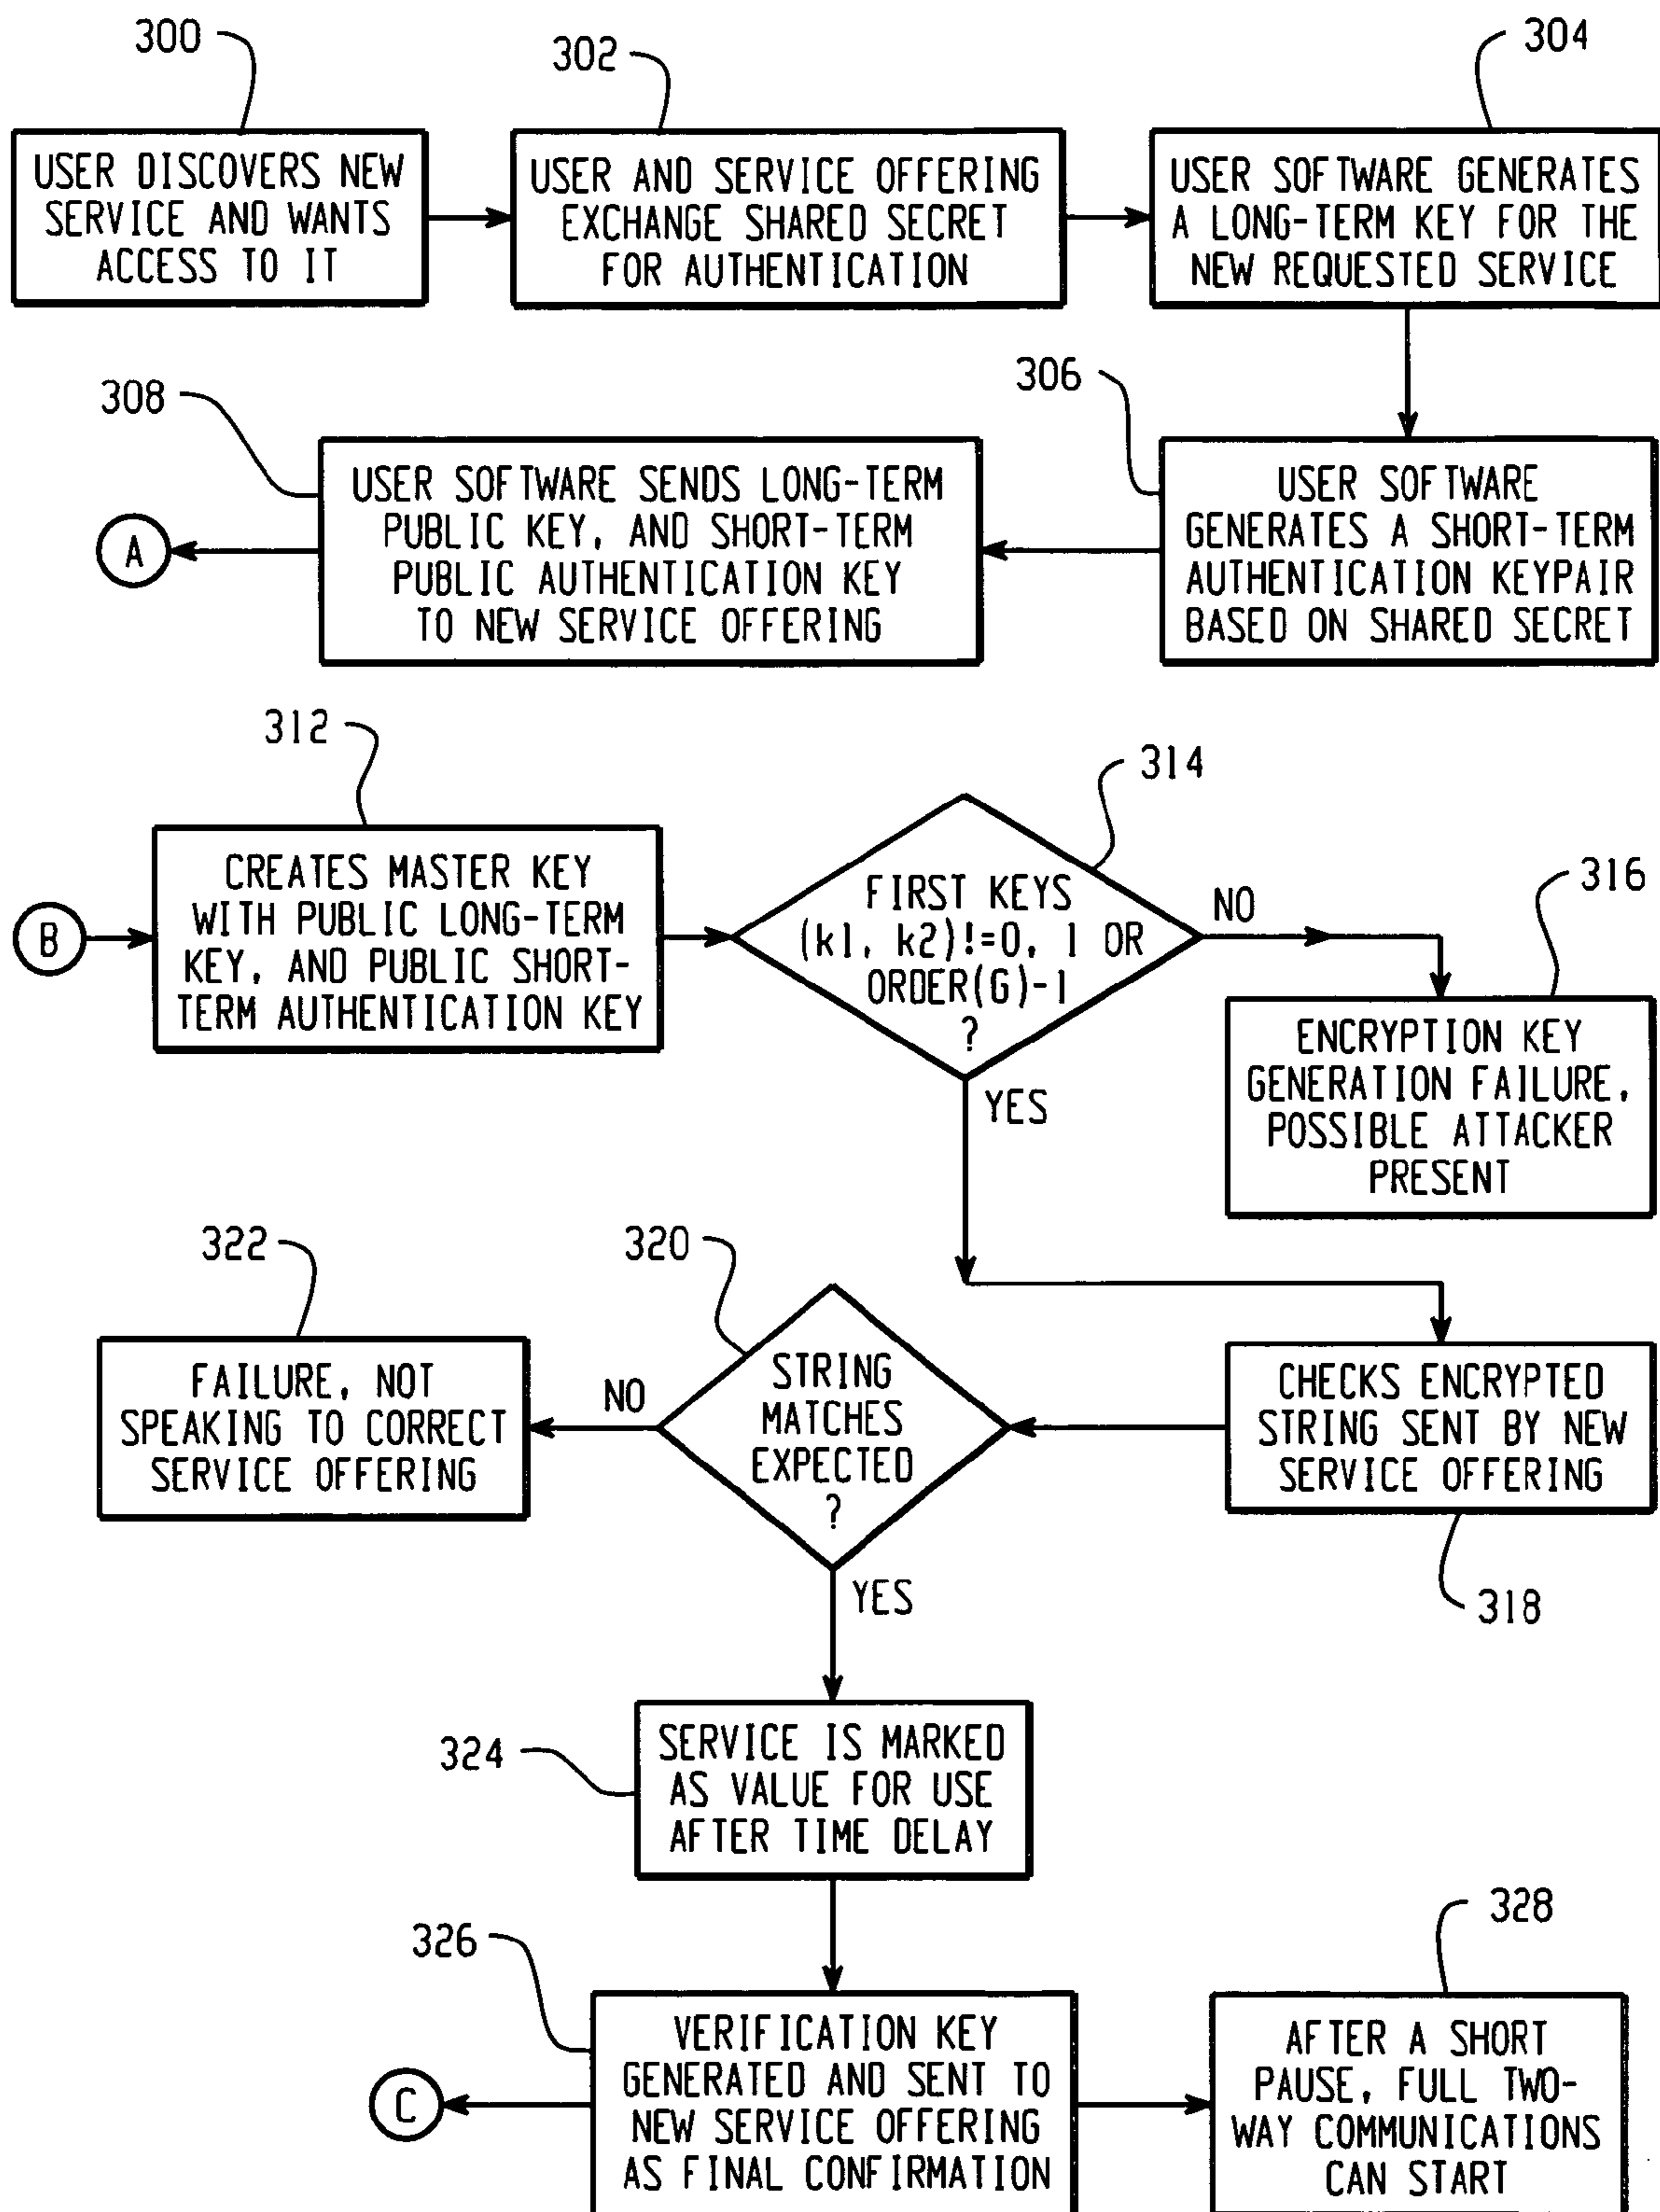 300
302
304
USER DISCOVERS NEW
SERVICE AND WANTS
ACCESS TO IT
USER AND SERVICE OFFERING
EXCHANGE SHARED SECRET
FOR AUTHENTICATION
USER SOFTWARE GENERATES
A LONG-TERM KEY FOR THE
NEW REQUESTED SERVICE
308
306
A
USER SOFTWARE SENDS LONG-TERM
PUBLIC KEY, AND SHORT-TERM
PUBLIC AUTHENTICATION KEY
TO NEW SERVICE OFFERING
USER SOFTWARE
GENERATES A SHORT-TERM
AUTHENTICATION KEYPAIR
BASED ON SHARED SECRET
312
314
B
CREATES MASTER KEY
WITH PUBLIC LONG-TERM
KEY, AND PUBLIC SHORT-
TERM AUTHENTICATION KEY
FIRST KEYS
(k1, k2)!=0, 1 OR
ORDER(G)-1
?
NO
316
YES
ENCRYPTION KEY
GENERATION FAILURE,
POSSIBLE ATTACKER
PRESENT
322
320
FAILURE, NOT
SPEAKING TO CORRECT
SERVICE OFFERING
NO
STRING
MATCHES
EXPECTED
?
CHECKS ENCRYPTED
STRING SENT BY NEW
SERVICE OFFERING
YES
318
324
SERVICE IS MARKED
AS VALUE FOR USE
AFTER TIME DELAY
326
328
C
VERIFICATION KEY
GENERATED AND SENT TO
NEW SERVICE OFFERING
AS FINAL CONFIRMATION
AFTER A SHORT
PAUSE, FULL TWO-
WAY COMMUNICATIONS
CAN START